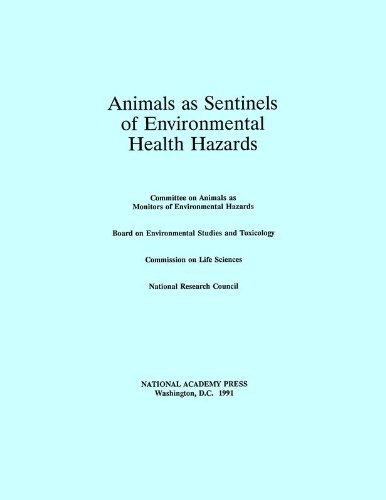 Animals as Sentinels
of Environmental
Health Hazards
Committee on Animals as
Monitors of Environmental Hazards
Board on Environmental Studies and Toxicology
Commission on Life Sciences
National Research Council
NATIONAL ACADEMY PRESS
Washington, D.C. 1991